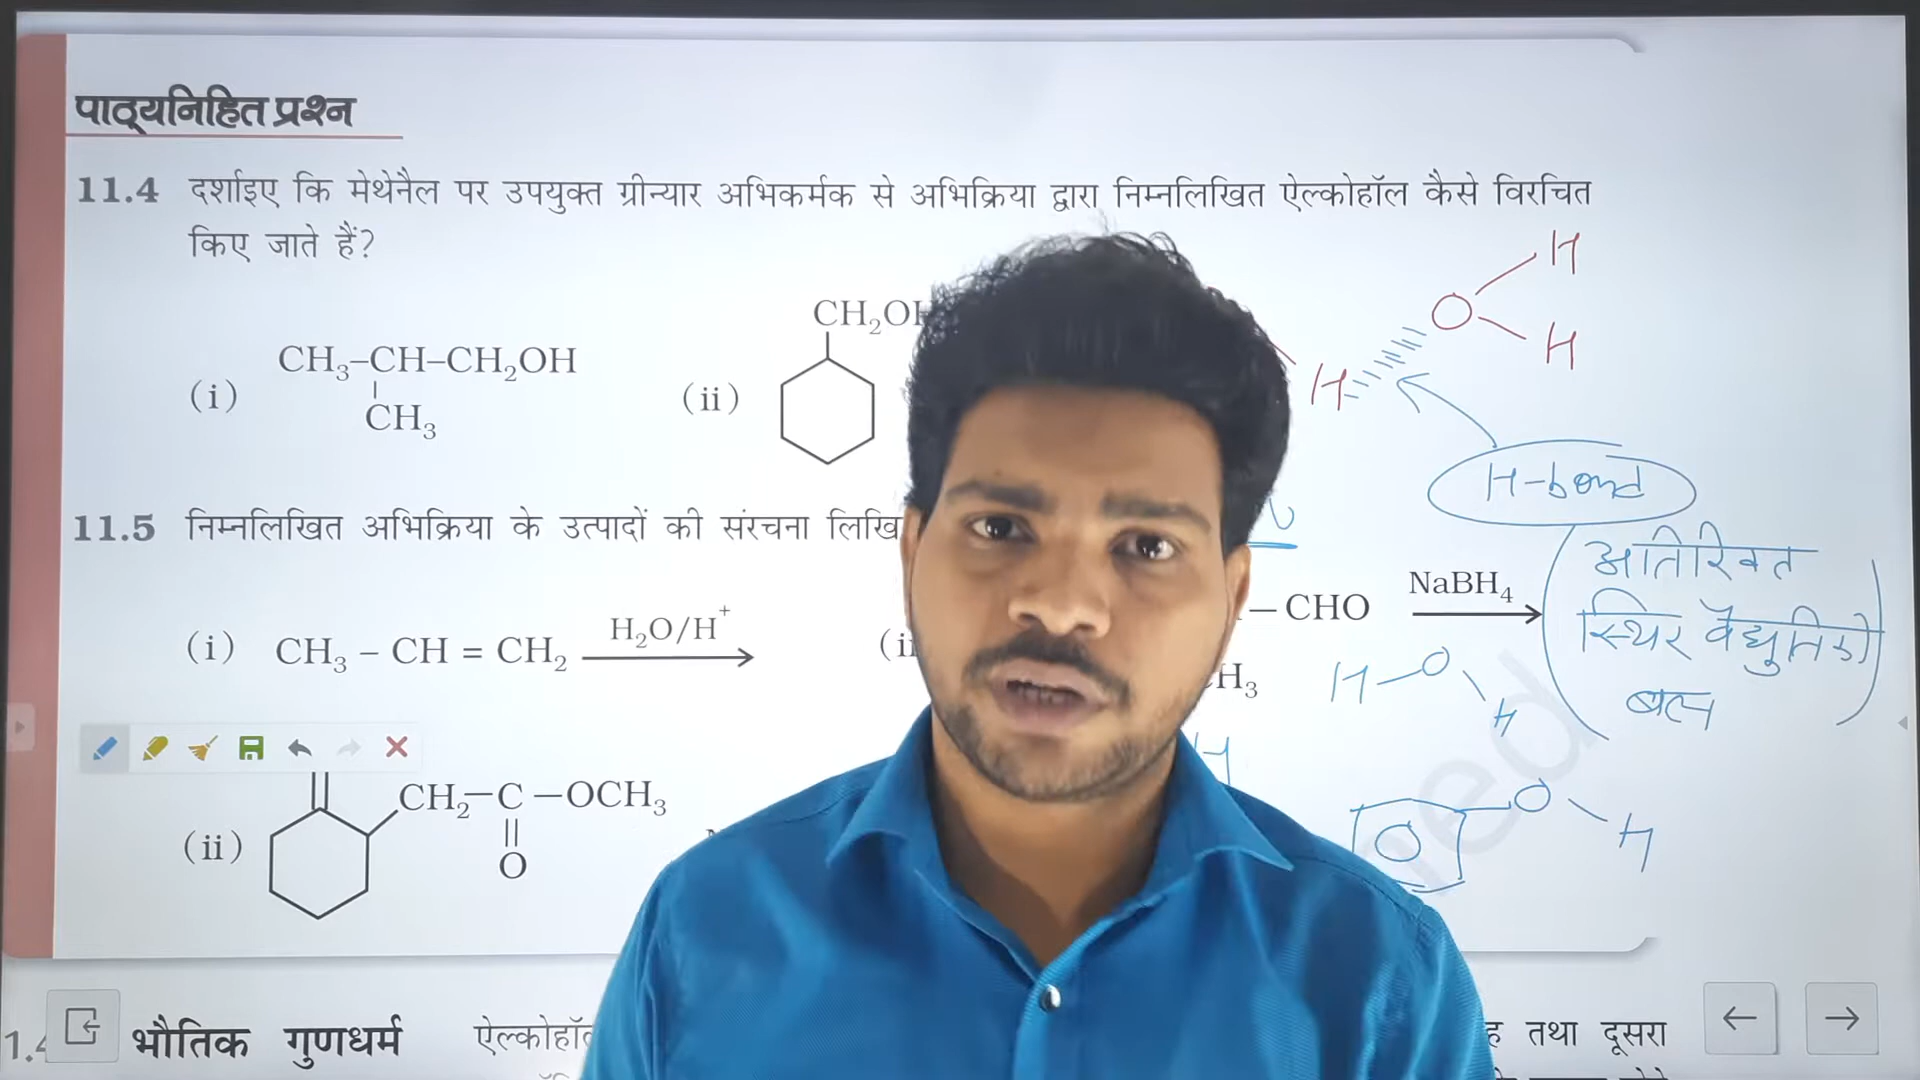 पाठ्यनिहित प्रश्न
11.4 दर्शाइए कि मेथेनैल पर उपयुक्त ग्रीन्यार अभिकर्मक से अभिक्रिया द्वारा निम्नलिखित ऐल्कोहॉल कैसे विरचित
किए जाते हैं?
(i) CH₃–CH–CH₂OH
CH₃
(ii) CH₂OH
O H
H
H
H-bond
11.5 निम्नलिखित अभिक्रिया के उत्पादों की संरचना
(i) CH₃ – CH = CH₂ H₂O/H⁺
– CHO NaBH₄
अतिरिक्त
स्थिर वैद्युतिकी
बल
H O H
(ii) CH₂–C–OCH₃
O
O O H
भौतिक गुणधर्म
तथा दूसरा